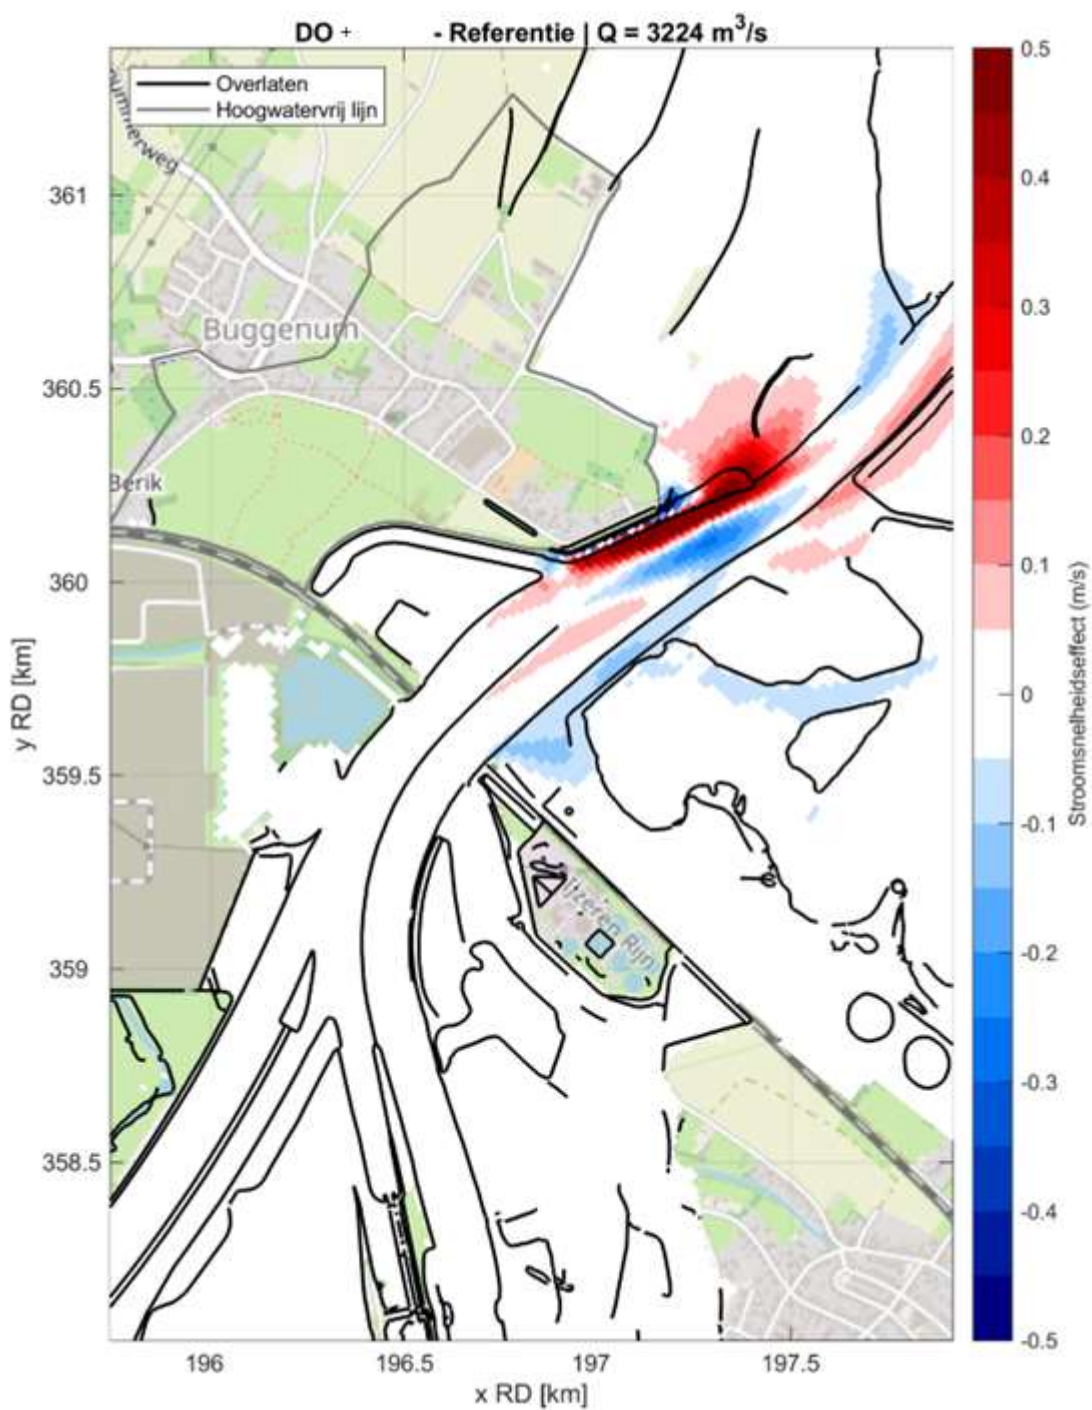 DO + - Referentie | Q = 3224 m³/s
Overlaten
Hoogwatervrij lijn
Buggenum
Berik
IJzeren Rijn
361
360.5
360
359.5
359
358.5
y RD [km]
196
196.5
197
197.5
x RD [km]
0.5
0.4
0.3
0.2
0.1
0
-0.1
-0.2
-0.3
-0.4
-0.5
Stroomsnelheidseffect (m/s)